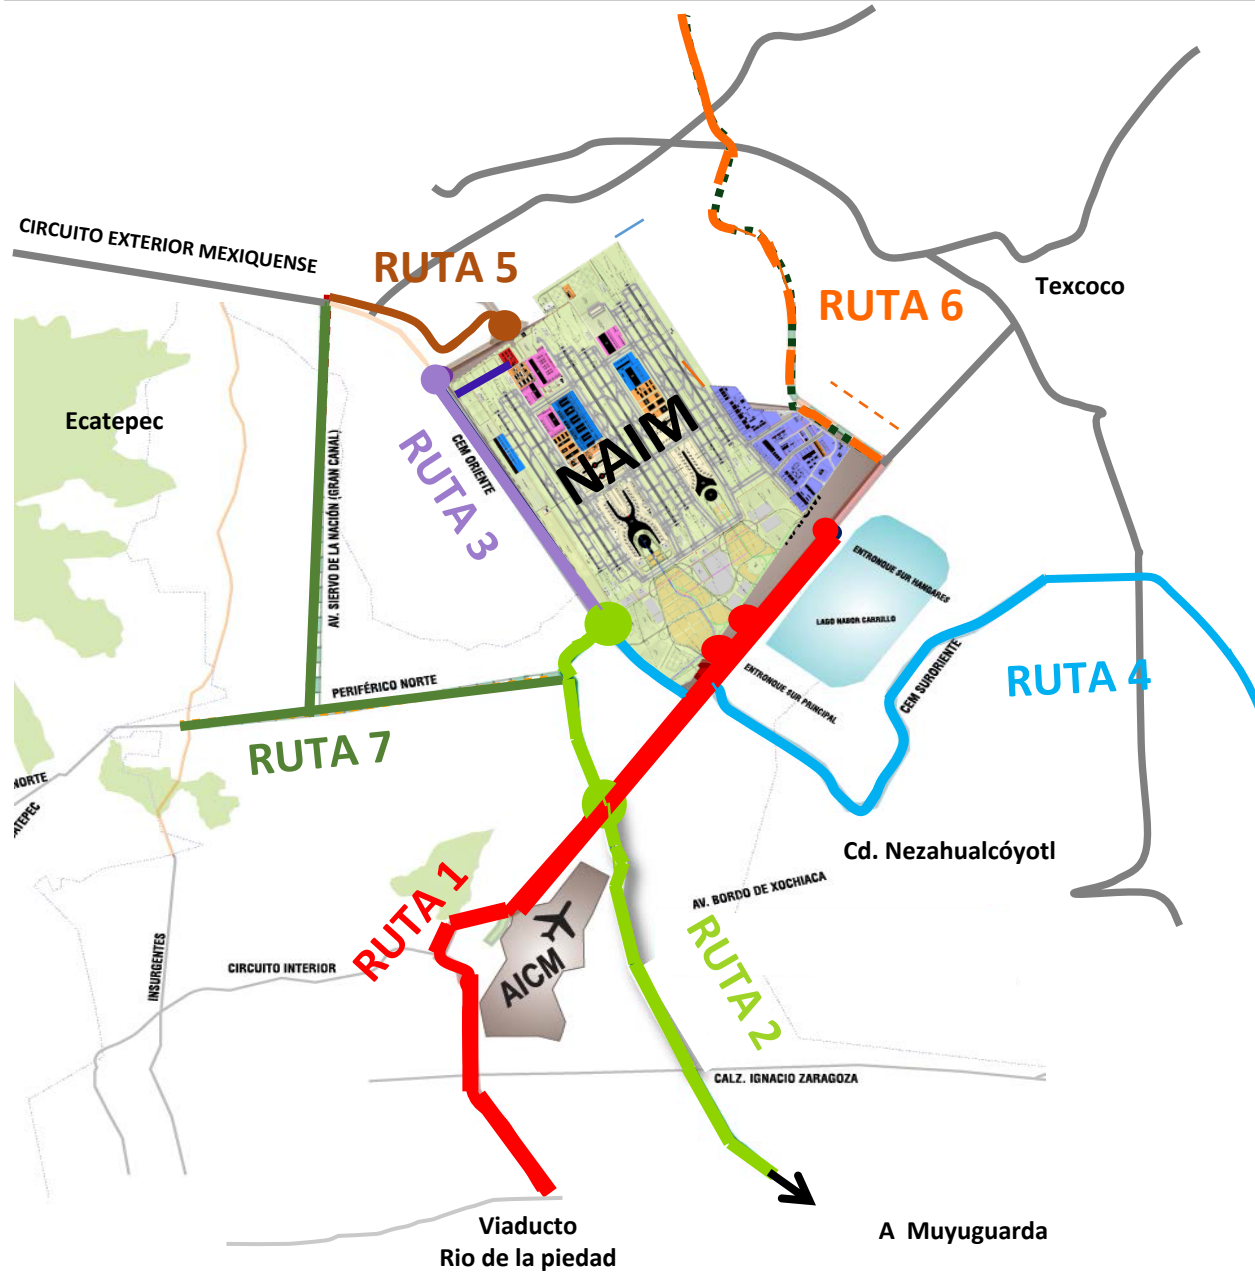 CIRCUITO EXTERIOR MEXIQUENSE
RUTA 5
RUTA 6
Texcoco
Ecatepec
AV. SIERVO DE LA NACIÓN (GRAN CANAL)
CEM ORIENTE
RUTA 3
NAIM
ENTRONQUE SUR HANGARES
LAGO NABOR CARRILLO
ENTRONQUE SUR PRINCIPAL
CEM SURORIENTE
RUTA 4
PERIFÉRICO NORTE
RUTA 7
NORTE
ATEPEC
Cd. Nezahualcóyotl
AV. BORDO DE XOCHIACA
RUTA 1
RUTA 2
AICM
INSURGENTES
CIRCUITO INTERIOR
CALZ. IGNACIO ZARAGOZA
Viaducto
Rio de la piedad
A Muyuguarda